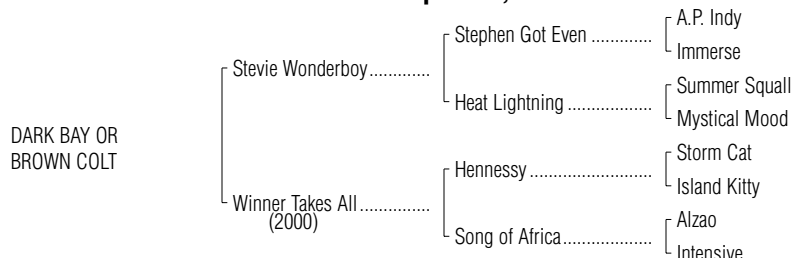 A.P. Indy
Stephen Got Even .............
Immerse
Stevie Wonderboy.............
Summer Squall
Heat Lightning ..................
Mystical Mood
DARK BAY OR
BROWN COLT
Storm Cat
Hennessy ..........................
Island Kitty
Winner Takes All ...............
(2000)
Alzao
Song of Africa...................
Intensive